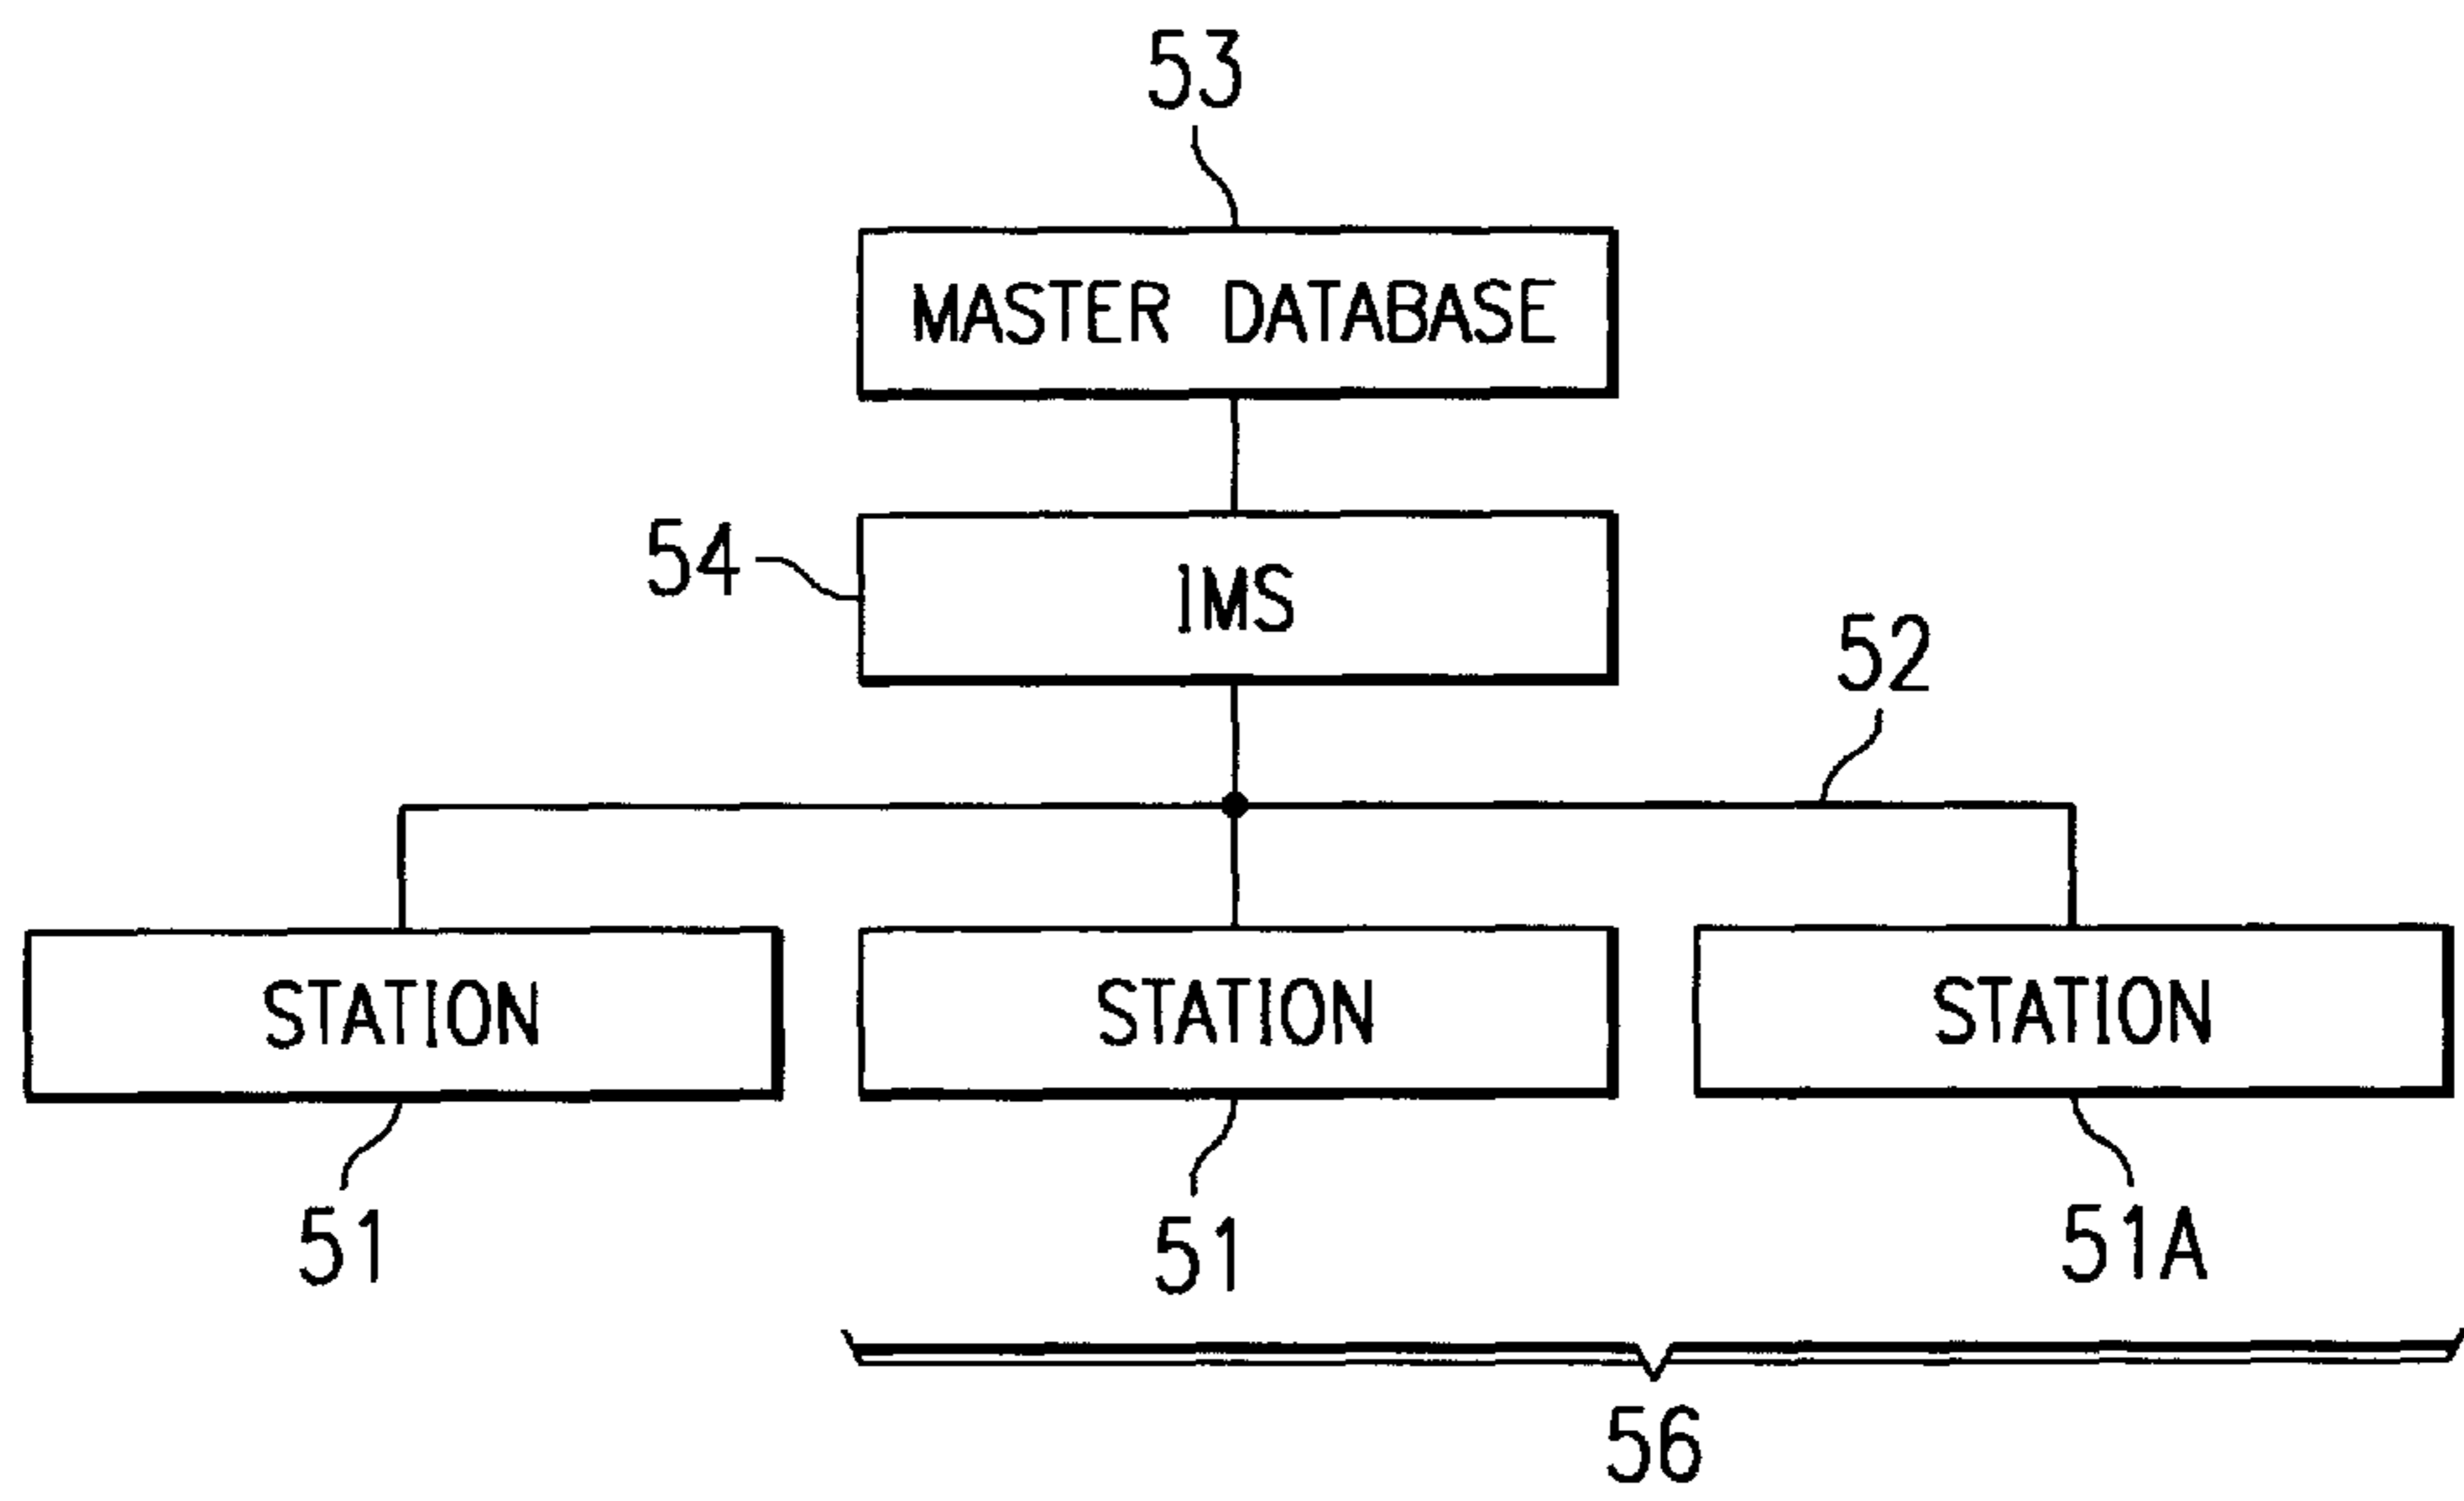 53
MASTER DATABASE
54
IMS
52
STATION
STATION
STATION
51
51
51A
56